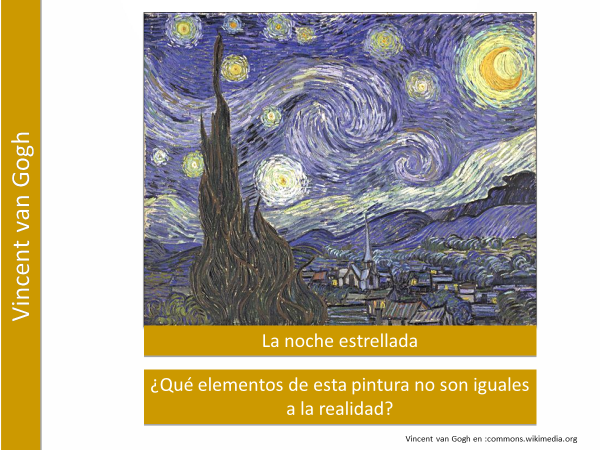 Vincent van Gogh
La noche estrellada
¿Qué elementos de esta pintura no son iguales
a la realidad?
Vincent van Gogh en :commons.wikimedia.org